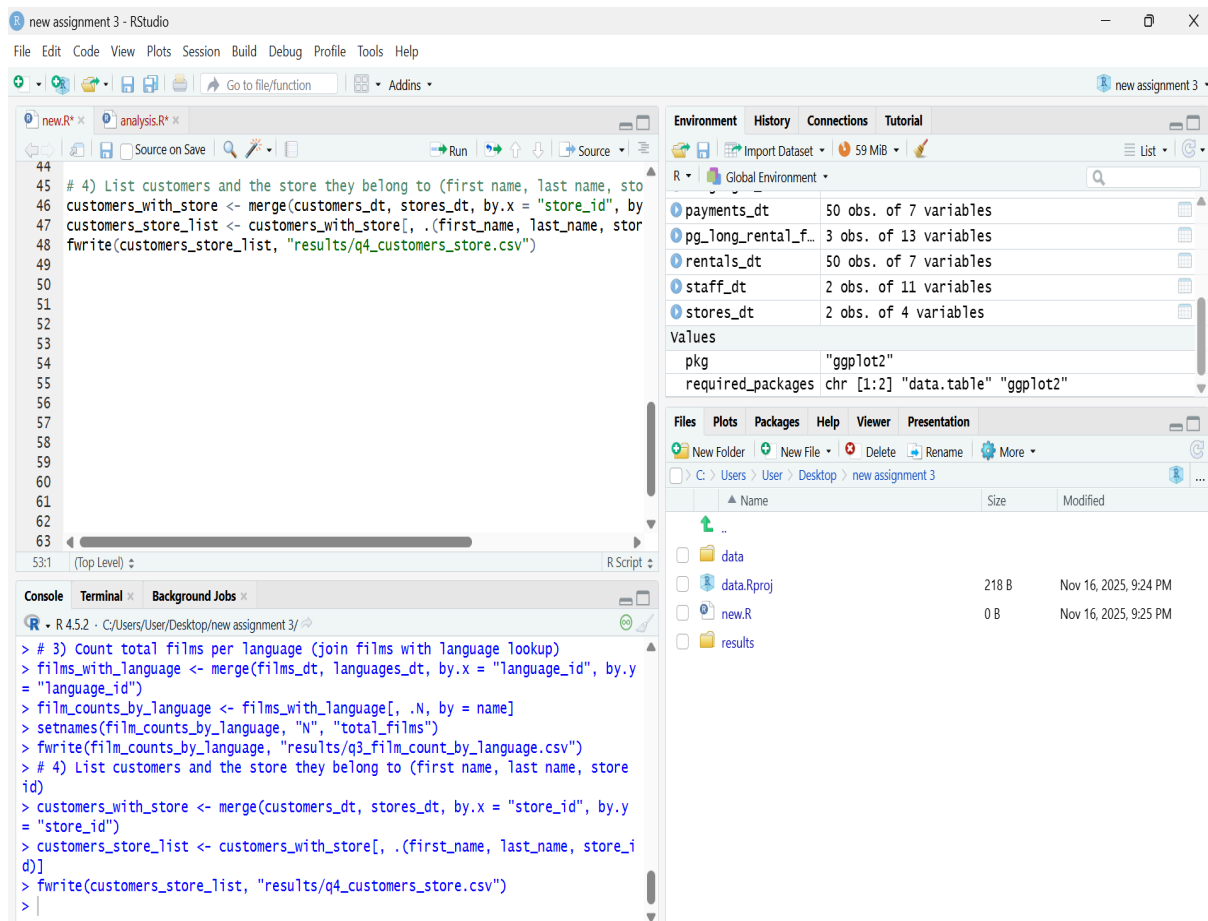 new assignment 3 - RStudio
File Edit Code View Plots Session Build Debug Profile Tools Help
Go to file/function
Addins
new assignment 3
new.R*
analysis.R*
Source on Save
Run
Source
44
45 # 4) List customers and the store they belong to (first name, last name, sto
46 customers_with_store <- merge(customers_dt, stores_dt, by.x = "store_id", by
47 customers_store_list <- customers_with_store[, .(first_name, last_name, stor
48 fwrite(customers_store_list, "results/q4_customers_store.csv")
49
50
51
52
53
54
55
56
57
58
59
60
61
62
63
53:1 (Top Level) R Script
Console Terminal Background Jobs
R 4.5.2 · C:/Users/User/Desktop/new assignment 3/
> # 3) Count total films per language (join films with language lookup)
> films_with_language <- merge(films_dt, languages_dt, by.x = "language_id", by.y
= "language_id")
> film_counts_by_language <- films_with_language[, .N, by = name]
> setnames(film_counts_by_language, "N", "total_films")
> fwrite(film_counts_by_language, "results/q3_film_count_by_language.csv")
> # 4) List customers and the store they belong to (first name, last name, store
id)
> customers_with_store <- merge(customers_dt, stores_dt, by.x = "store_id", by.y
= "store_id")
> customers_store_list <- customers_with_store[, .(first_name, last_name, store_i
d)]
> fwrite(customers_store_list, "results/q4_customers_store.csv")
>
Environment History Connections Tutorial
Import Dataset 59 MiB List
R Global Environment
payments_dt 50 obs. of 7 variables
pg_long_rental_f… 3 obs. of 13 variables
rentals_dt 50 obs. of 7 variables
staff_dt 2 obs. of 11 variables
stores_dt 2 obs. of 4 variables
Values
pkg "ggplot2"
required_packages chr [1:2] "data.table" "ggplot2"
Files Plots Packages Help Viewer Presentation
New Folder New File Delete Rename More
C: > Users > User > Desktop > new assignment 3
Name Size Modified
..
data
data.Rproj 218 B Nov 16, 2025, 9:24 PM
new.R 0 B Nov 16, 2025, 9:25 PM
results